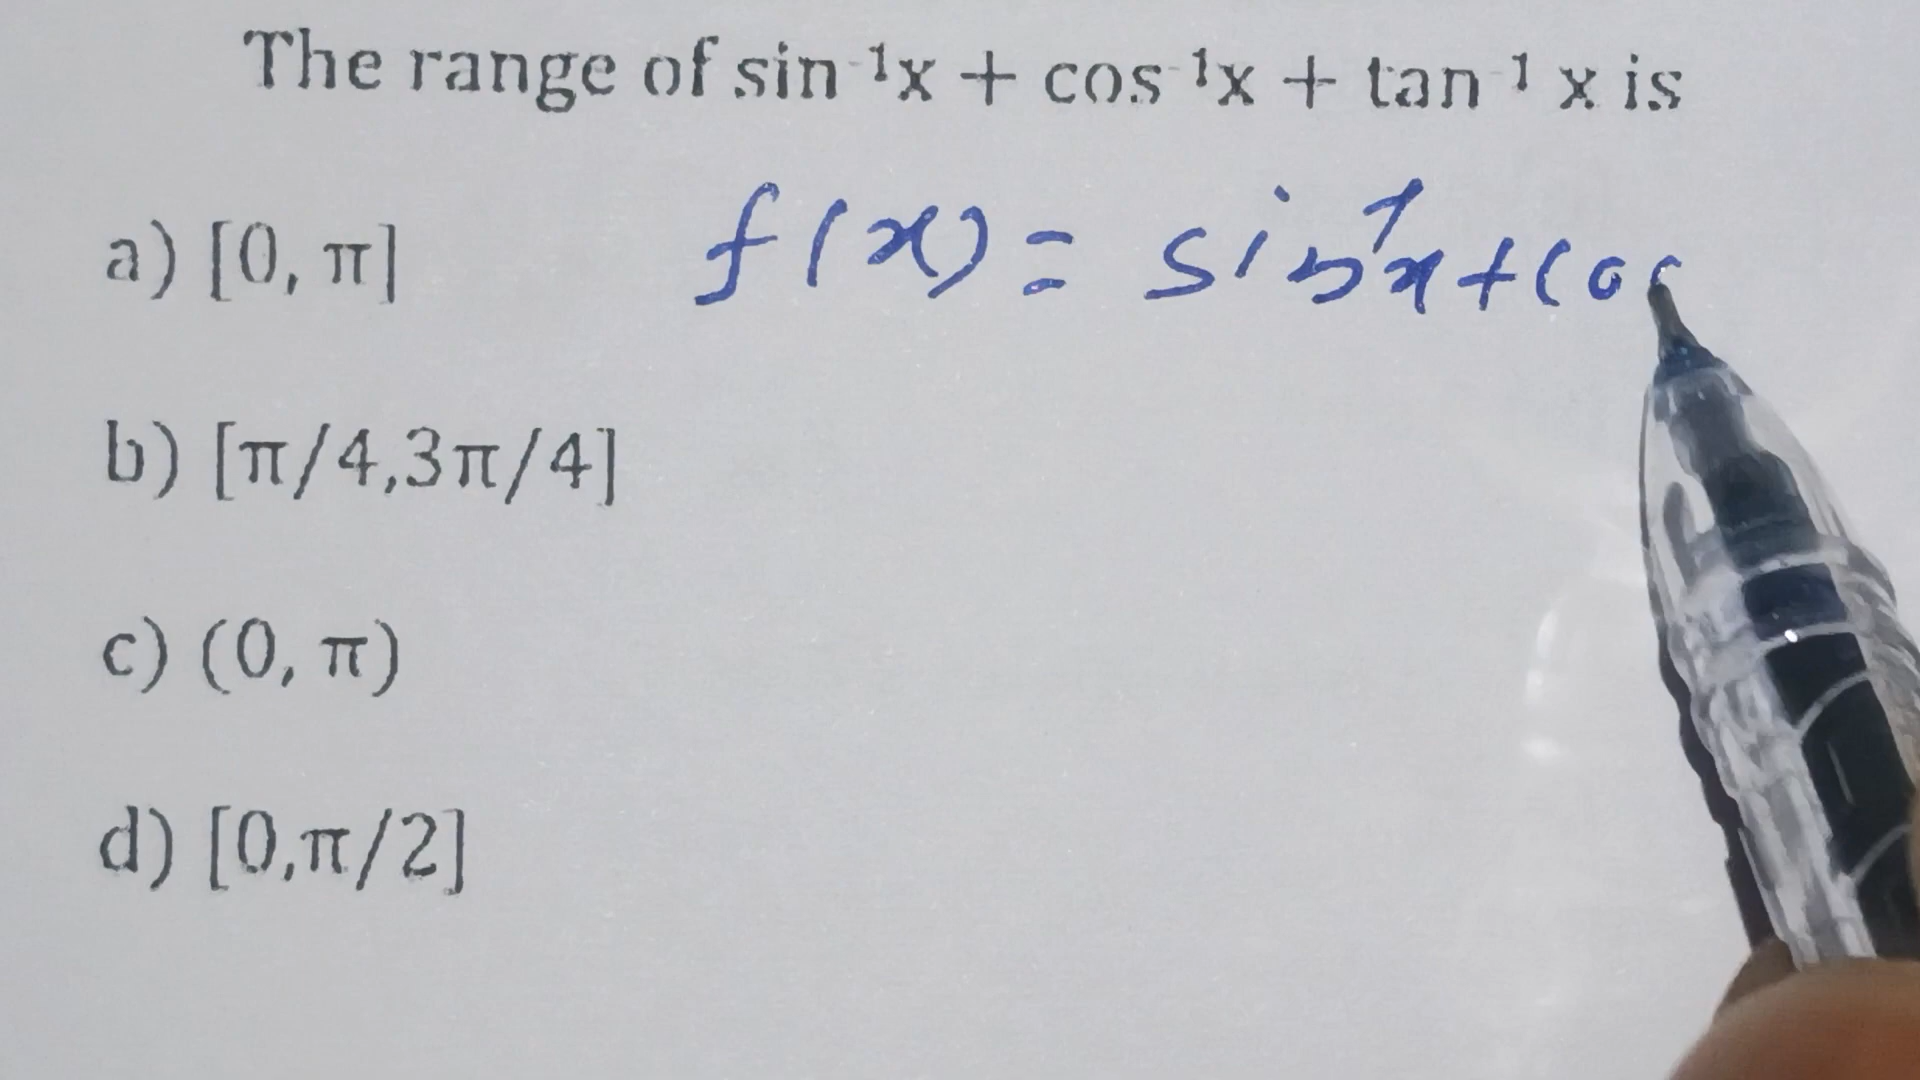 The range of sin⁻¹x + cos⁻¹x + tan⁻¹ x is
f(x) = sin⁻¹x + cos
a) [0, π]
b) [π/4,3π/4]
c) (0, π)
d) [0,π/2]